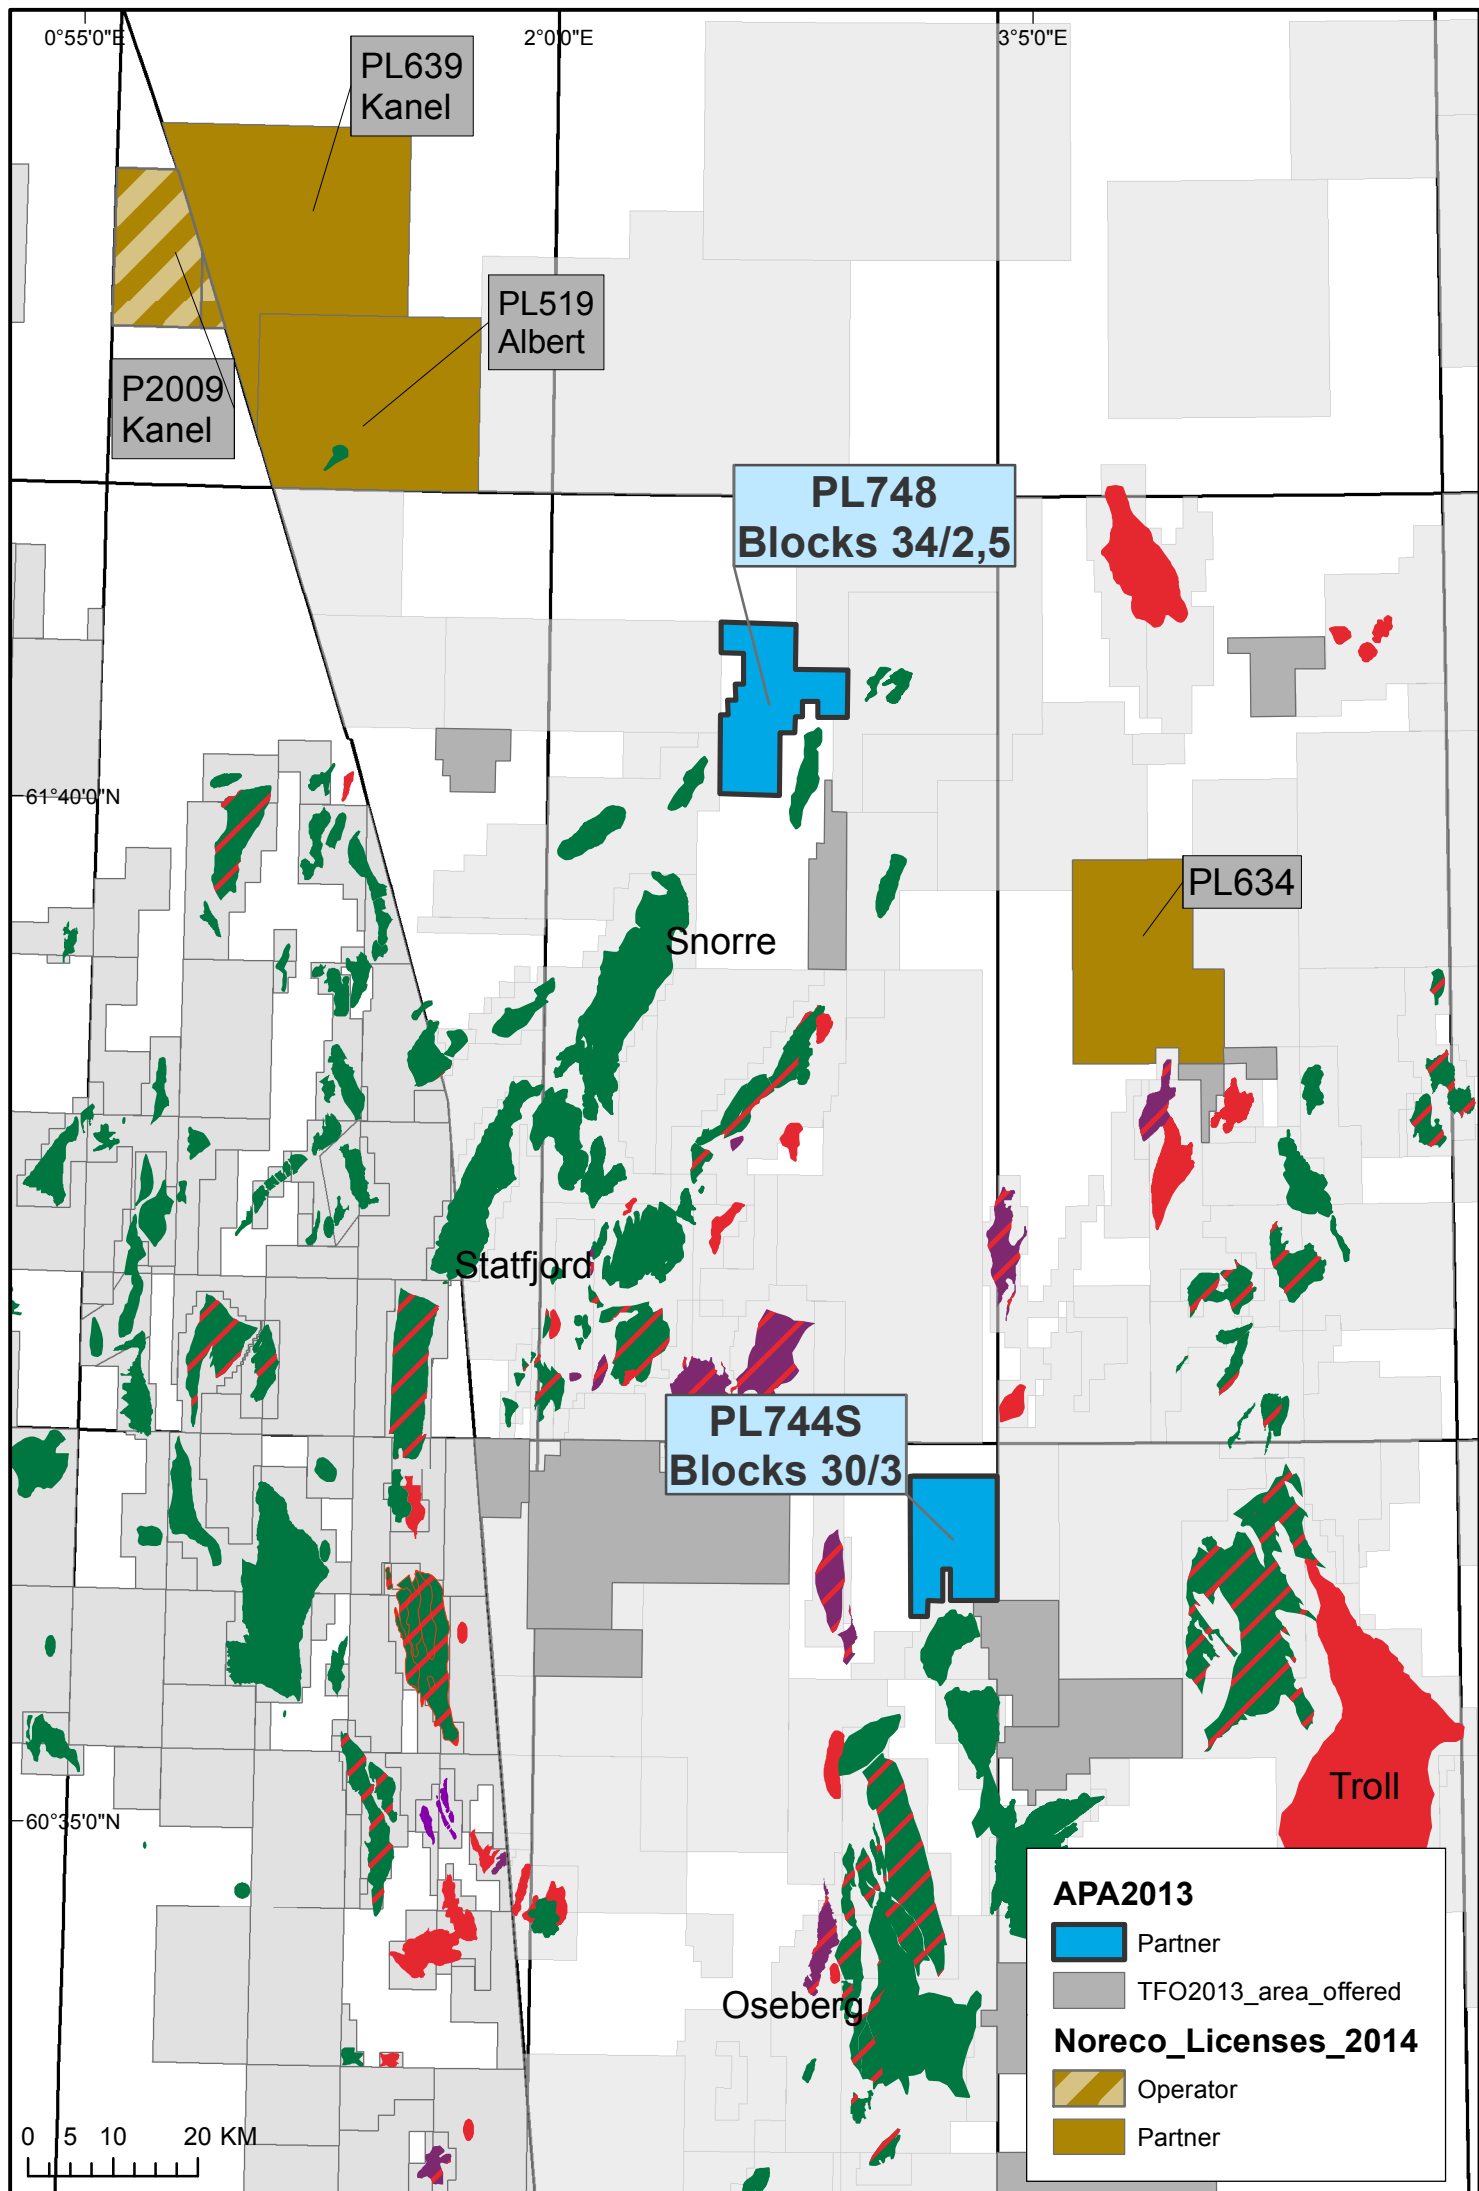 0°55'0"E
2°0'0"E
3°5'0"E
PL639
Kanel
PL519
Albert
P2009
Kanel
PL748
Blocks 34/2,5
61°40'0"N
PL634
Snorre
Statfjord
PL744S
Blocks 30/3
Troll
60°35'0"N
Oseberg
APA2013
Partner
TFO2013_area_offered
Noreco_Licenses_2014
Operator
Partner
0 5 10 20 KM